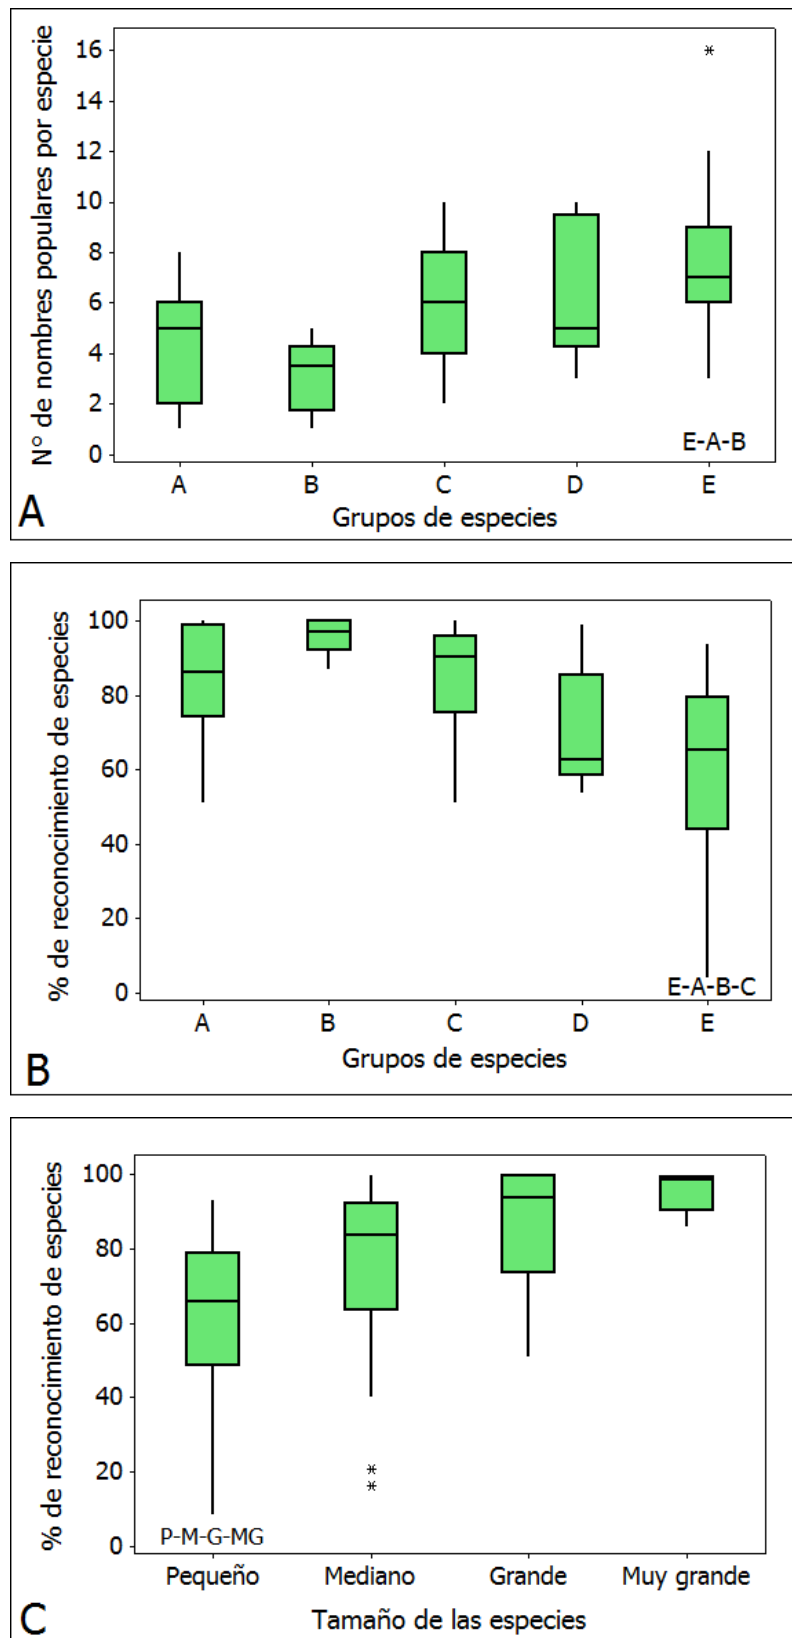 N° de nombres populares por especie
16
14
12
10
8
6
4
2
0
E-A-B
A B C D E
Grupos de especies
A
% de reconocimiento de especies
100
80
60
40
20
0
E-A-B-C
A B C D E
Grupos de especies
B
% de reconocimiento de especies
100
80
60
40
20
0
P-M-G-MG
Pequeño Mediano Grande Muy grande
Tamaño de las especies
C